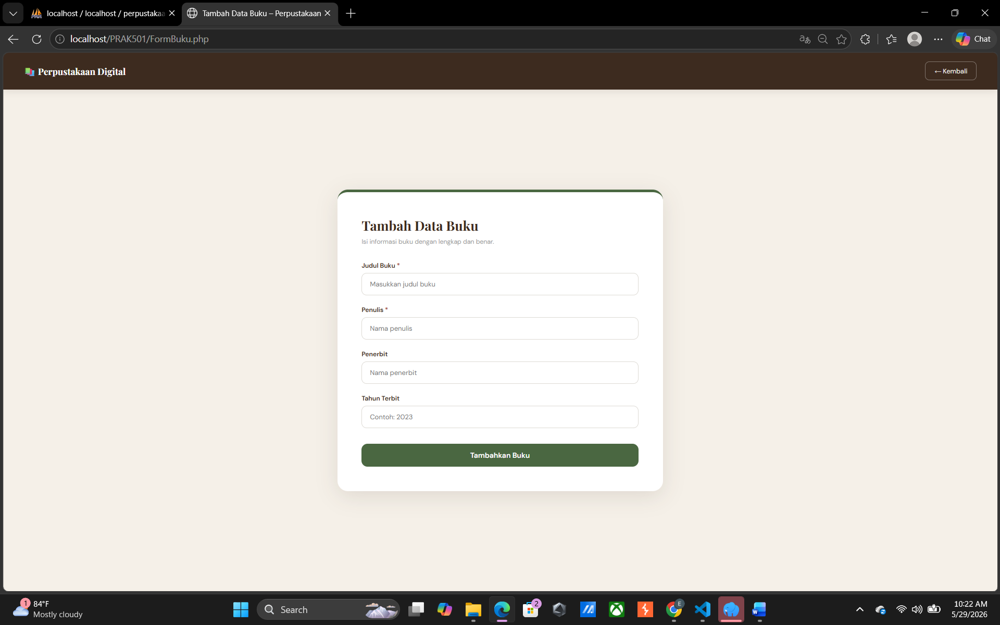 localhost / localhost / perpustakaa
Tambah Data Buku – Perpustakaan
localhost/PRAK501/FormBuku.php
Chat
Perpustakaan Digital
← Kembali
Tambah Data Buku
Isi informasi buku dengan lengkap dan benar.
Judul Buku *
Masukkan judul buku
Penulis *
Nama penulis
Penerbit
Nama penerbit
Tahun Terbit
Contoh: 2023
Tambahkan Buku
1
84°F
Mostly cloudy
Search
2
E
W
10:22 AM
5/29/2026